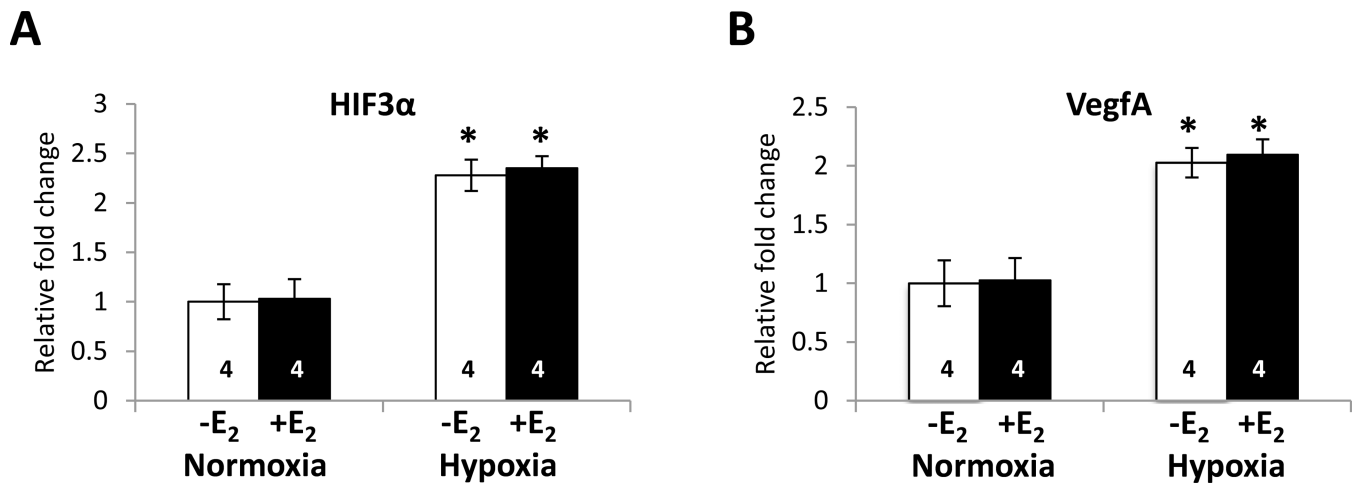 A
HIF3α
Relative fold change
3
2.5
2
1.5
1
0.5
0
* *
4 4 4 4
-E₂ +E₂ -E₂ +E₂
Normoxia Hypoxia
B
VegfA
Relative fold change
2.5
2
1.5
1
0.5
0
* *
4 4 4 4
-E₂ +E₂ -E₂ +E₂
Normoxia Hypoxia